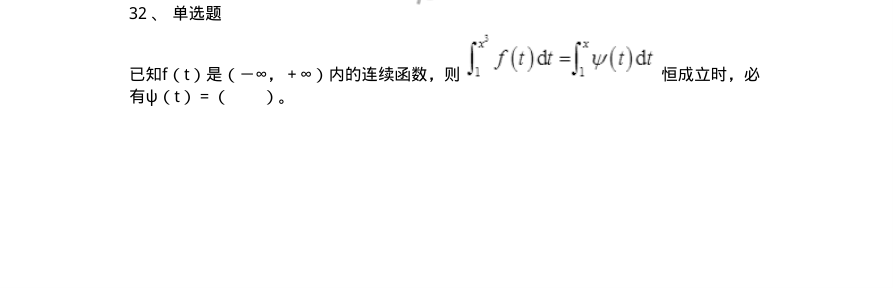 32 、 单选题
已知f ( t ) 是 ( －∞， ＋∞ ) 内的连续函数，则 ∫₁^{x³} f(t)dt =∫₁^{x} ψ(t)dt 恒成立时，必
有ψ ( t ) = ( ) 。